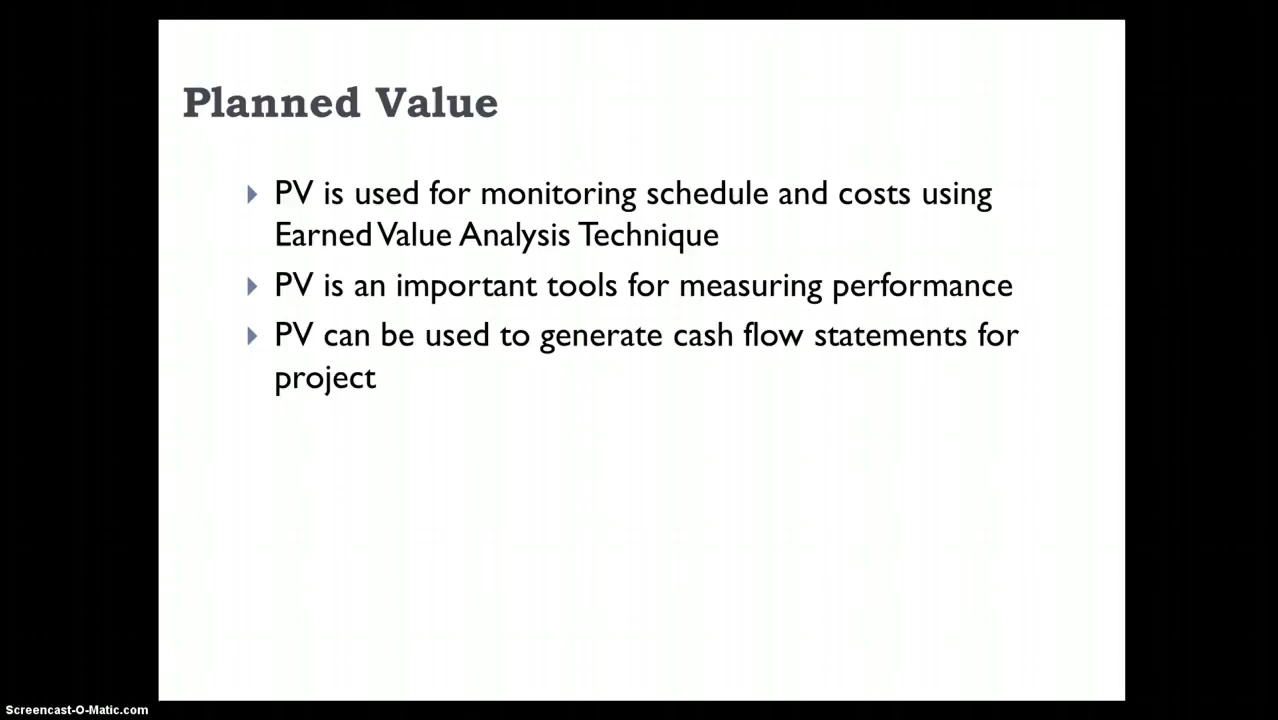 Planned Value
PV is used for monitoring schedule and costs using
Earned Value Analysis Technique
PV is an important tools for measuring performance
PV can be used to generate cash flow statements for
project
Screencast-O-Matic.com